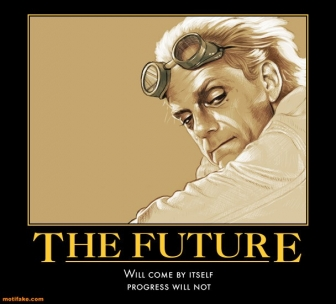 THE FUTURE
WILL COME BY ITSELF
PROGRESS WILL NOT
motifake.com